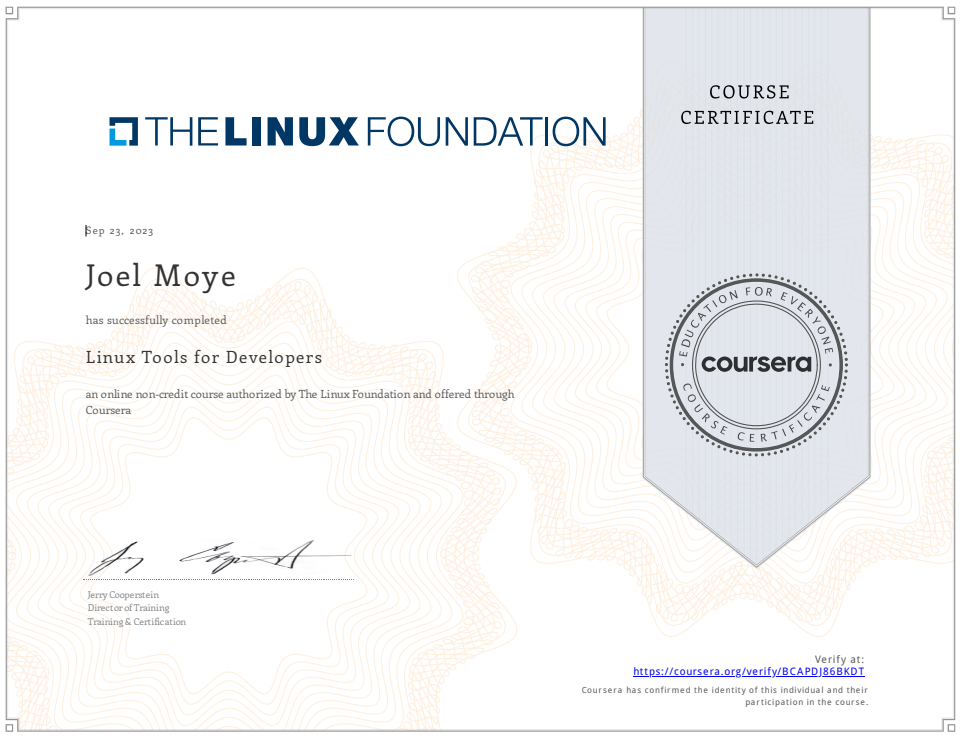 COURSE
CERTIFICATE
THE LINUX FOUNDATION
Sep 23, 2023
Joel Moye
has successfully completed
Linux Tools for Developers
an online non-credit course authorized by The Linux Foundation and offered through
Coursera
EDUCATION FOR EVERYONE
coursera
COURSE CERTIFICATE
Jerry Cooperstein
Director of Training
Training & Certification
Verify at:
https://coursera.org/verify/BCAPDJ86BKDT
Coursera has confirmed the identity of this individual and their
participation in the course.